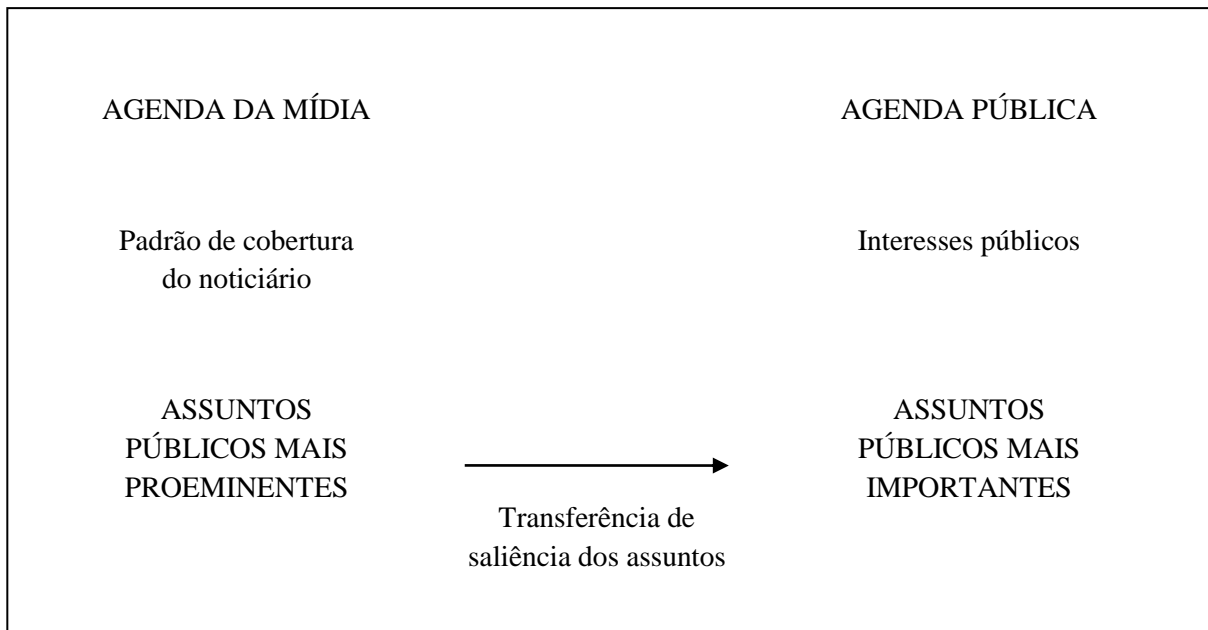 AGENDA DA MÍDIA
AGENDA PÚBLICA
Padrão de cobertura
do noticiário
Interesses públicos
ASSUNTOS
PÚBLICOS MAIS
PROEMINENTES
Transferência de
saliência dos assuntos
ASSUNTOS
PÚBLICOS MAIS
IMPORTANTES